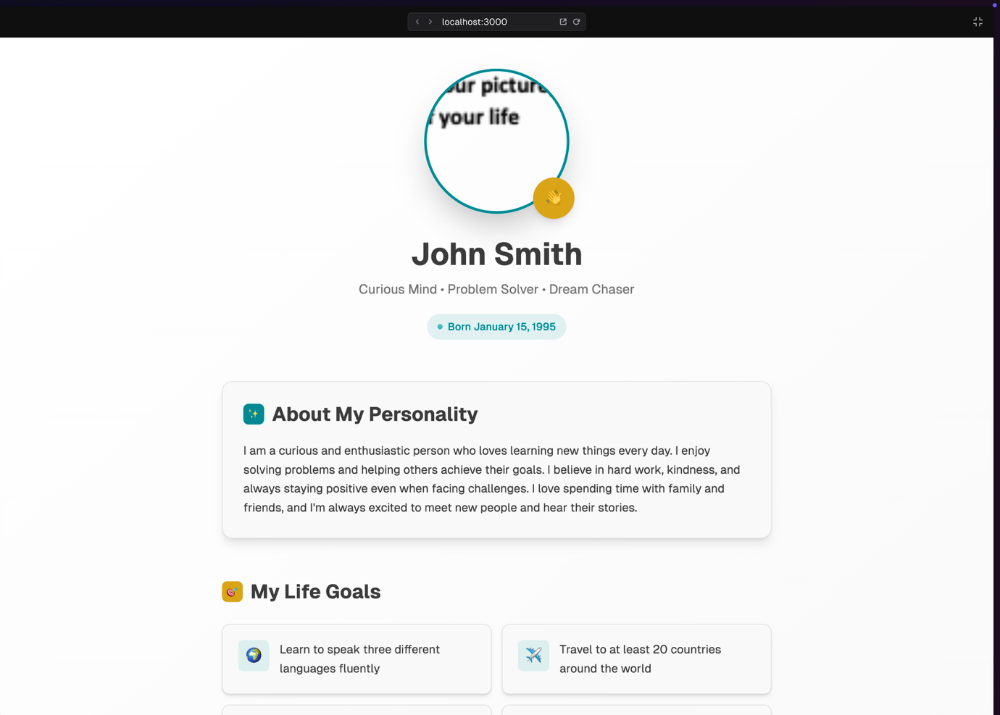 localhost:3000
our picture
your life
John Smith
Curious Mind • Problem Solver • Dream Chaser
Born January 15, 1995
About My Personality
I am a curious and enthusiastic person who loves learning new things every day. I enjoy
solving problems and helping others achieve their goals. I believe in hard work, kindness, and
always staying positive even when facing challenges. I love spending time with family and
friends, and I'm always excited to meet new people and hear their stories.
My Life Goals
Learn to speak three different
languages fluently
Travel to at least 20 countries
around the world